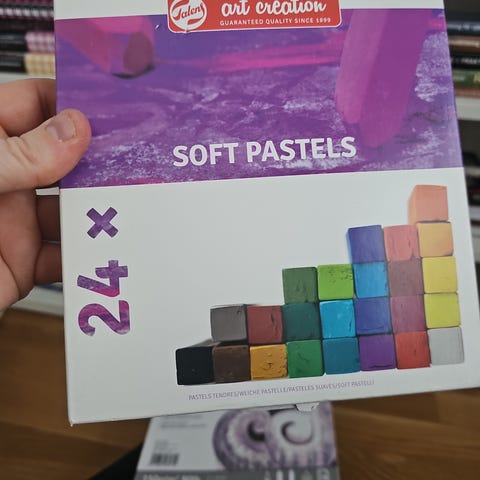 Talens
art creation
GUARANTEED QUALITY SINCE 1899
SOFT PASTELS
24 x
PASTELS TENDRES/WEICHE PASTELLE/PASTELES SUAVES/SOFT PASTELLI